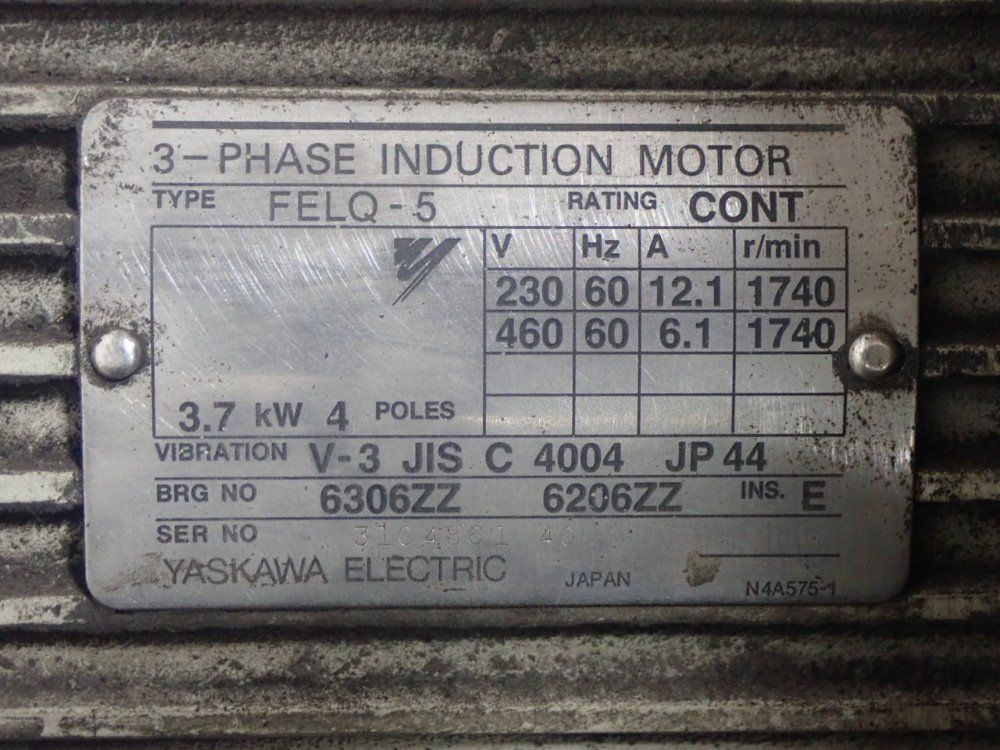 3-PHASE INDUCTION MOTOR
TYPE FELQ-5 RATING CONT
V Hz A r/min
230 60 12.1 1740
460 60 6.1 1740
3.7 kW 4 POLES
VIBRATION V-3 JIS C 4004 JP 44
BRG NO 6306ZZ 6206ZZ INS. E
SER NO
YASKAWA ELECTRIC JAPAN N4A575-1